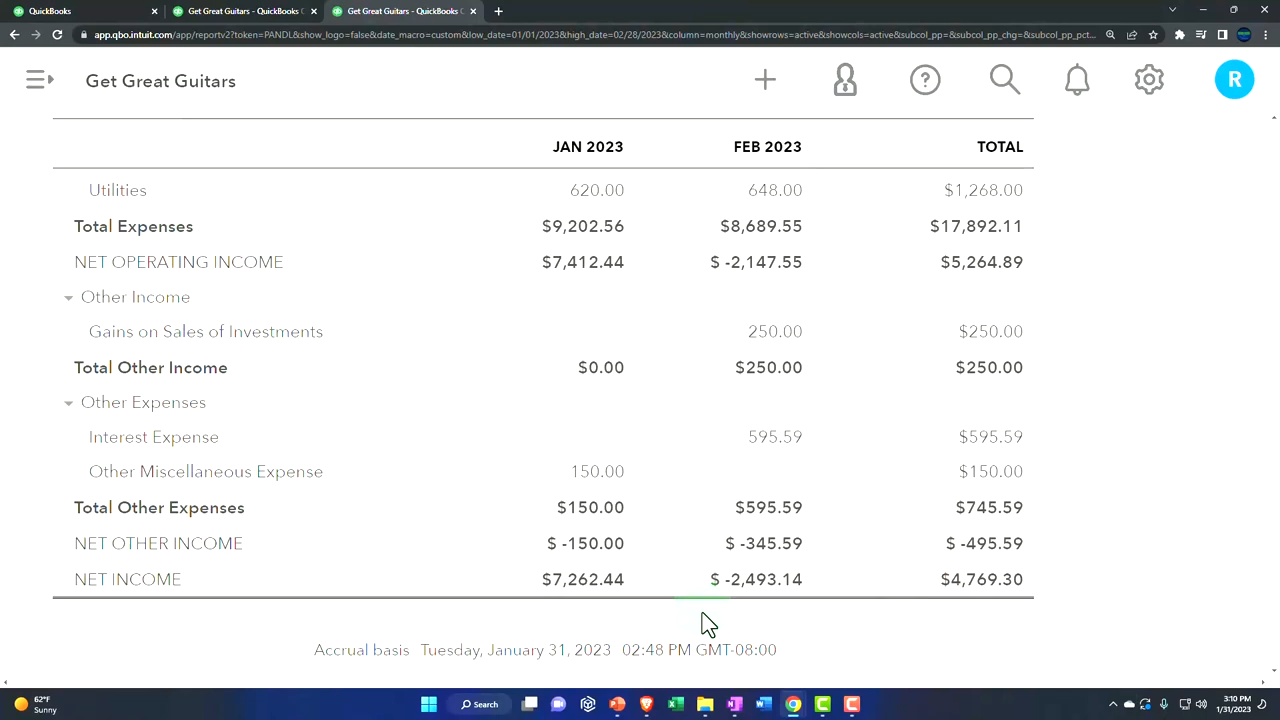 QuickBooks
Get Great Guitars - QuickBooks
Get Great Guitars - QuickBooks
app.qbo.intuit.com/app/reportv2?token=PANDL&show_logo=false&date_macro=custom&low_date=01/01/2023&high_date=02/28/2023&column=monthly&showrows=active&showcols=active&subcol_pp=&subcol_pp_chg=&subcol_pp_pct...
Get Great Guitars
R
JAN 2023 FEB 2023 TOTAL
Utilities 620.00 648.00 $1,268.00
Total Expenses $9,202.56 $8,689.55 $17,892.11
NET OPERATING INCOME $7,412.44 $ -2,147.55 $5,264.89
Other Income
Gains on Sales of Investments 250.00 $250.00
Total Other Income $0.00 $250.00 $250.00
Other Expenses
Interest Expense 595.59 $595.59
Other Miscellaneous Expense 150.00 $150.00
Total Other Expenses $150.00 $595.59 $745.59
NET OTHER INCOME $ -150.00 $ -345.59 $ -495.59
NET INCOME $7,262.44 $ -2,493.14 $4,769.30
Accrual basis Tuesday, January 31, 2023 02:48 PM GMT-08:00
62°F
Sunny
Search
3:10 PM
1/31/2023